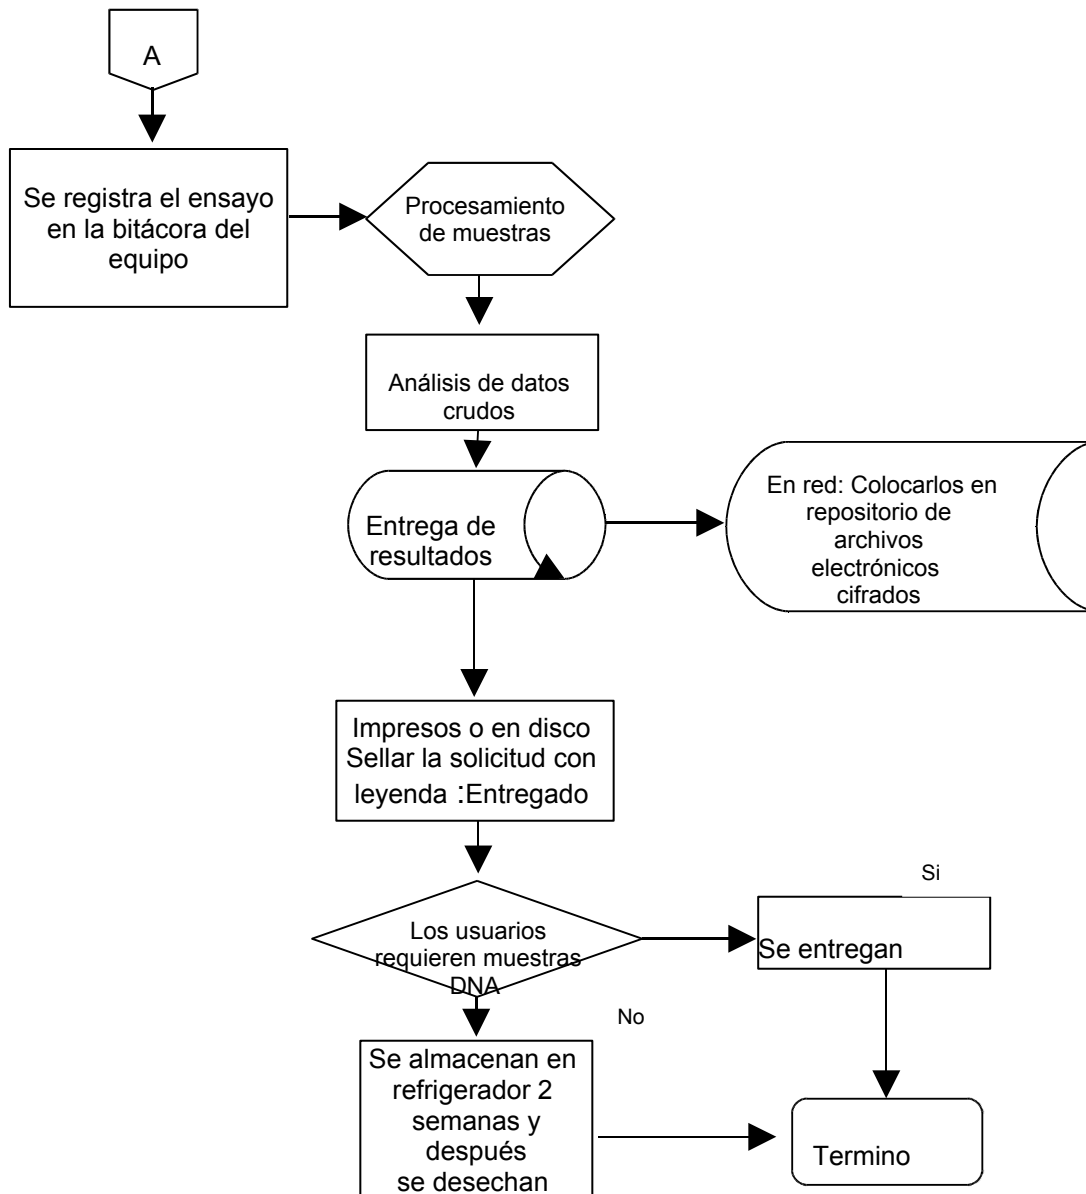 A
Se registra el ensayo
en la bitácora del
equipo
Procesamiento
de muestras
Análisis de datos
crudos
Entrega de
resultados
En red: Colocarlos en
repositorio de
archivos
electrónicos
cifrados
Impresos o en disco
Sellar la solicitud con
leyenda :Entregado
Los usuarios
requieren muestras
DNA
Si
Se entregan
No
Se almacenan en
refrigerador 2
semanas y
después
se desechan
Termino